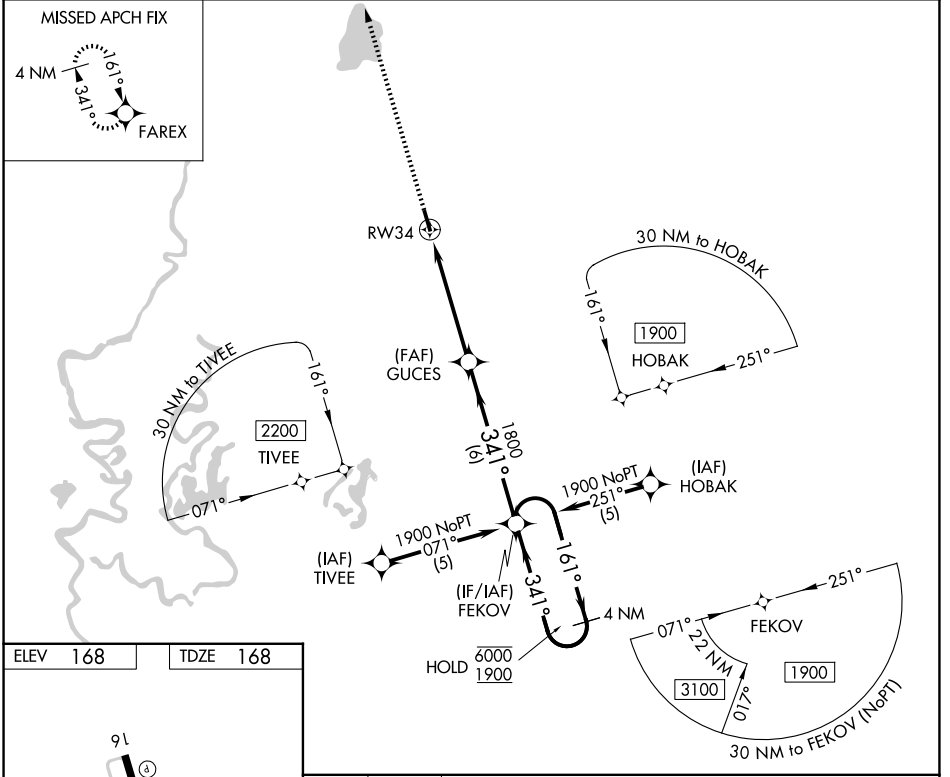 MISSED APCH FIX
4 NM
161°
341°
FAREX
RW34
30 NM to HOBAK
161°
1900
HOBAK
251°
(FAF)
GUCES
30 NM to TIVEE
161°
2200
TIVEE
071°
1800
341°
(6)
(IAF)
HOBAK
1900 NoPT
251°
(5)
1900 NoPT
071°
(5)
(IAF)
TIVEE
(IF/IAF)
FEKOV
341°
161°
4 NM
HOLD
6000
1900
251°
071°
FEKOV
22 NM
017°
3100
1900
30 NM to FEKOV (NoPT)
ELEV 168
TDZE 168
16
P